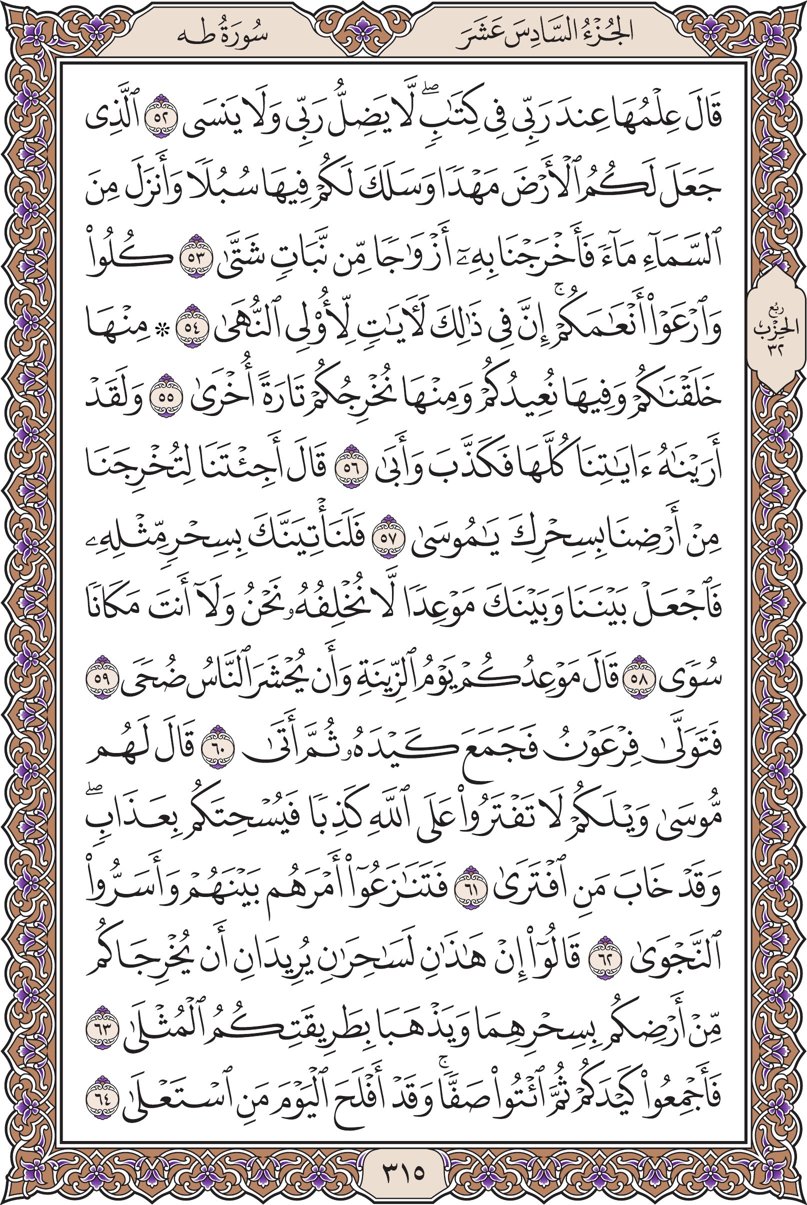 الجُزْءُ السَّادِسَ عَشَرَ
سُورَةُ طه
قَالَ عِلْمُهَا عِندَ رَبِّي فِي كِتَٰبٖۖ لَّا يَضِلُّ رَبِّي وَلَا يَنسَى ٥٢ ٱلَّذِي
جَعَلَ لَكُمُ ٱلْأَرْضَ مَهْدٗا وَسَلَكَ لَكُمْ فِيهَا سُبُلٗا وَأَنزَلَ مِنَ
ٱلسَّمَآءِ مَآءٗ فَأَخْرَجْنَا بِهِۦٓ أَزْوَٰجٗا مِّن نَّبَاتٖ شَتَّىٰ ٥٣ كُلُوا۟
وَٱرْعَوْا۟ أَنْعَٰمَكُمْۚ إِنَّ فِي ذَٰلِكَ لَأٓيَٰتٖ لِّأُو۟لِي ٱلنُّهَىٰ ٥٤ ۞ مِنْهَا
خَلَقْنَٰكُمْ وَفِيهَا نُعِيدُكُمْ وَمِنْهَا نُخْرِجُكُمْ تَارَةً أُخْرَىٰ ٥٥ وَلَقَدْ
أَرَيْنَٰهُ ءَايَٰتِنَا كُلَّهَا فَكَذَّبَ وَأَبَىٰ ٥٦ قَالَ أَجِئْتَنَا لِتُخْرِجَنَا
مِنْ أَرْضِنَا بِسِحْرِكَ يَٰمُوسَىٰ ٥٧ فَلَنَأْتِيَنَّكَ بِسِحْرٖ مِّثْلِهِۦ
فَٱجْعَلْ بَيْنَنَا وَبَيْنَكَ مَوْعِدٗا لَّا نُخْلِفُهُۥ نَحْنُ وَلَآ أَنتَ مَكَانٗا
سُوٗى ٥٨ قَالَ مَوْعِدُكُمْ يَوْمُ ٱلزِّينَةِ وَأَن يُحْشَرَ ٱلنَّاسُ ضُحٗى ٥٩
فَتَوَلَّىٰ فِرْعَوْنُ فَجَمَعَ كَيْدَهُۥ ثُمَّ أَتَىٰ ٦٠ قَالَ لَهُم
مُّوسَىٰ وَيْلَكُمْ لَا تَفْتَرُوا۟ عَلَى ٱللَّهِ كَذِبٗا فَيُسْحِتَكُم بِعَذَابٖۖ
وَقَدْ خَابَ مَنِ ٱفْتَرَىٰ ٦١ فَتَنَٰزَعُوٓا۟ أَمْرَهُم بَيْنَهُمْ وَأَسَرُّوا۟
ٱلنَّجْوَىٰ ٦٢ قَالُوٓا۟ إِنْ هَٰذَٰنِ لَسَٰحِرَٰنِ يُرِيدَانِ أَن يُخْرِجَاكُم
مِّنْ أَرْضِكُم بِسِحْرِهِمَا وَيَذْهَبَا بِطَرِيقَتِكُمُ ٱلْمُثْلَىٰ ٦٣
فَأَجْمِعُوا۟ كَيْدَكُمْ ثُمَّ ٱئْتُوا۟ صَفّٗاۚ وَقَدْ أَفْلَحَ ٱلْيَوْمَ مَنِ ٱسْتَعْلَىٰ ٦٤
رُبع
الحِزْب
٣٢
٣١٥